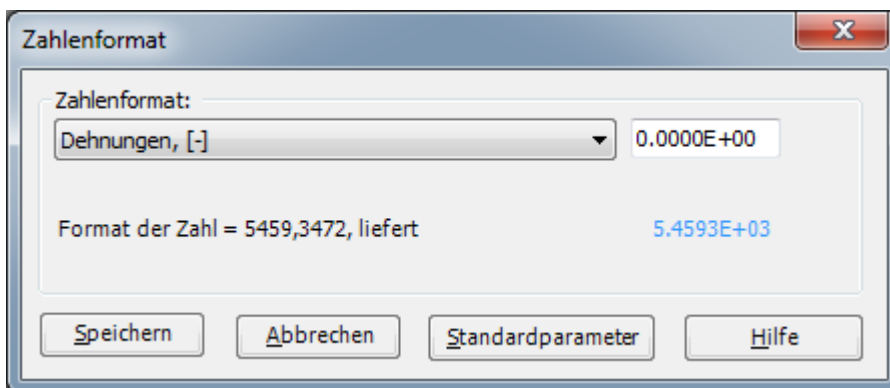 Zahlenformat
Zahlenformat:
Dehnungen, [-] 0.0000E+00
Format der Zahl = 5459,3472, liefert 5.4593E+03
Speichern Abbrechen Standardparameter Hilfe